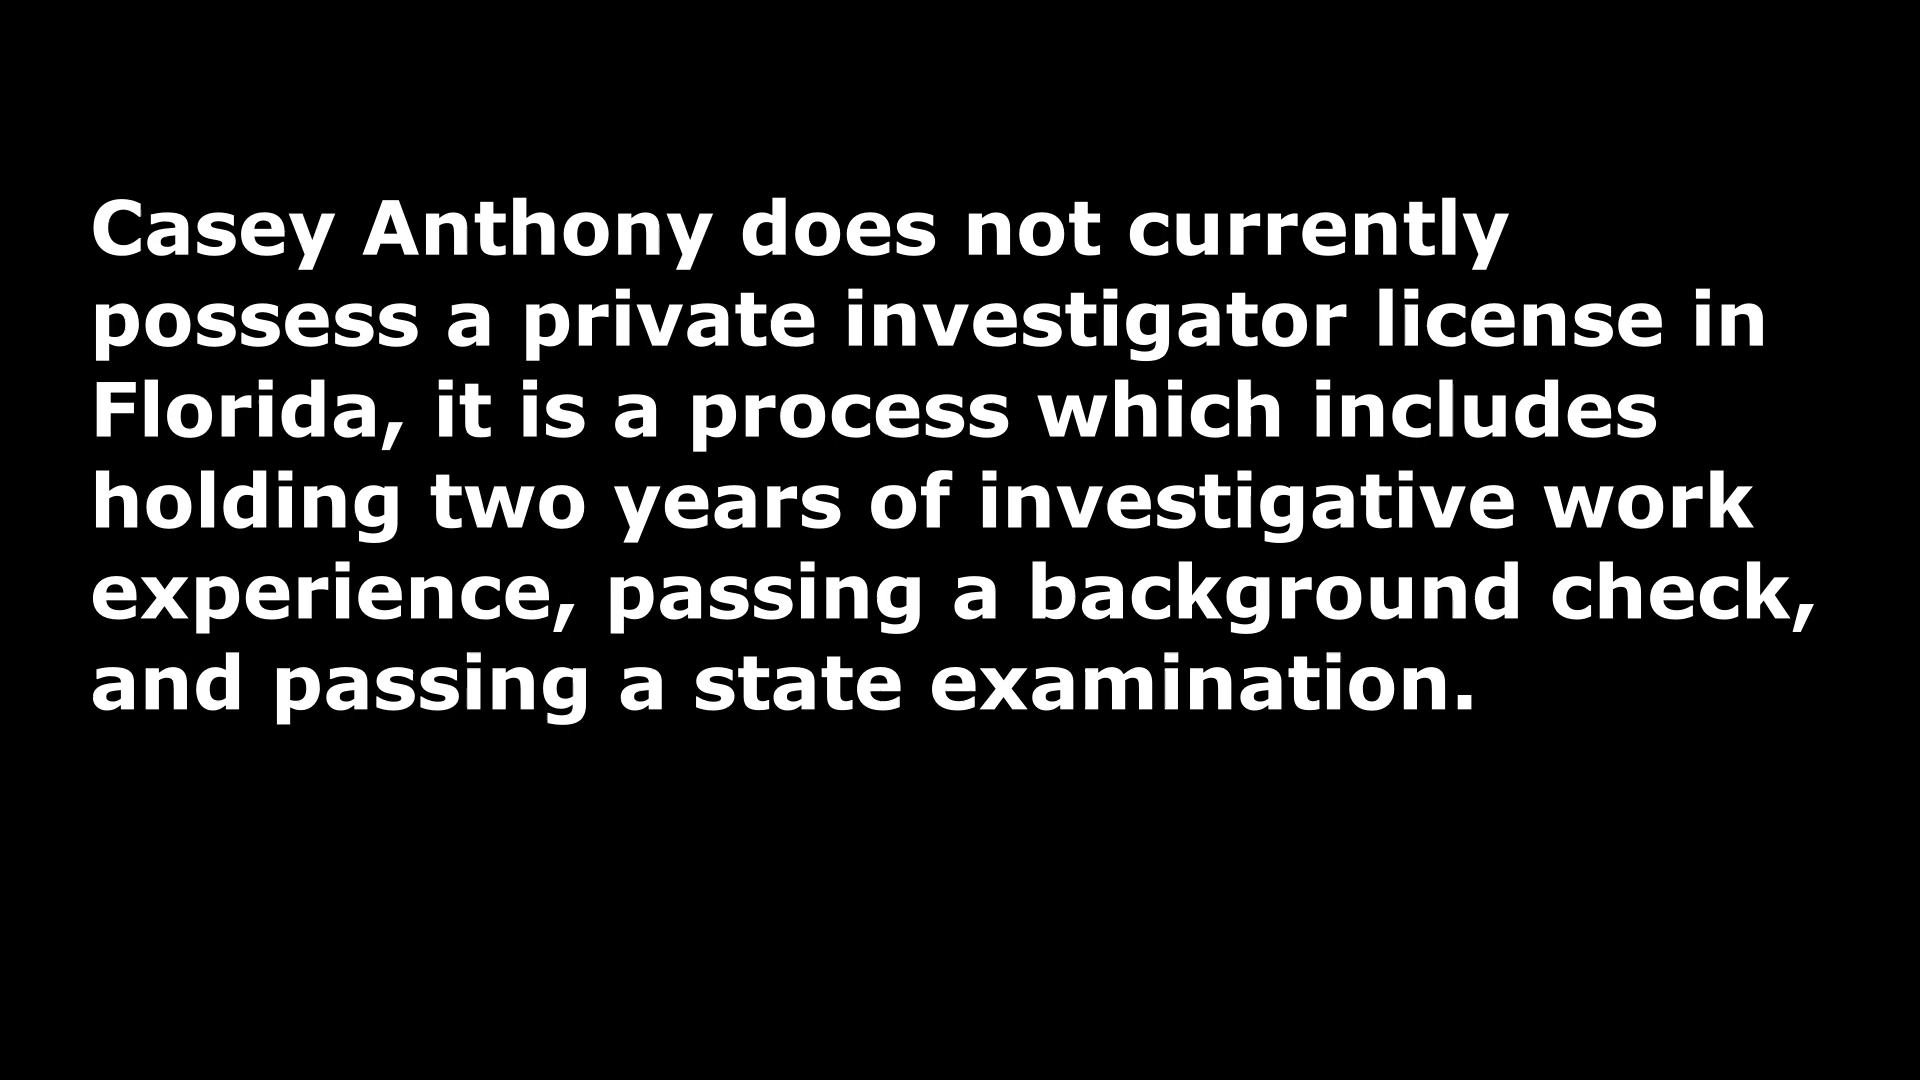 Casey Anthony does not currently
possess a private investigator license in
Florida, it is a process which includes
holding two years of investigative work
experience, passing a background check,
and passing a state examination.